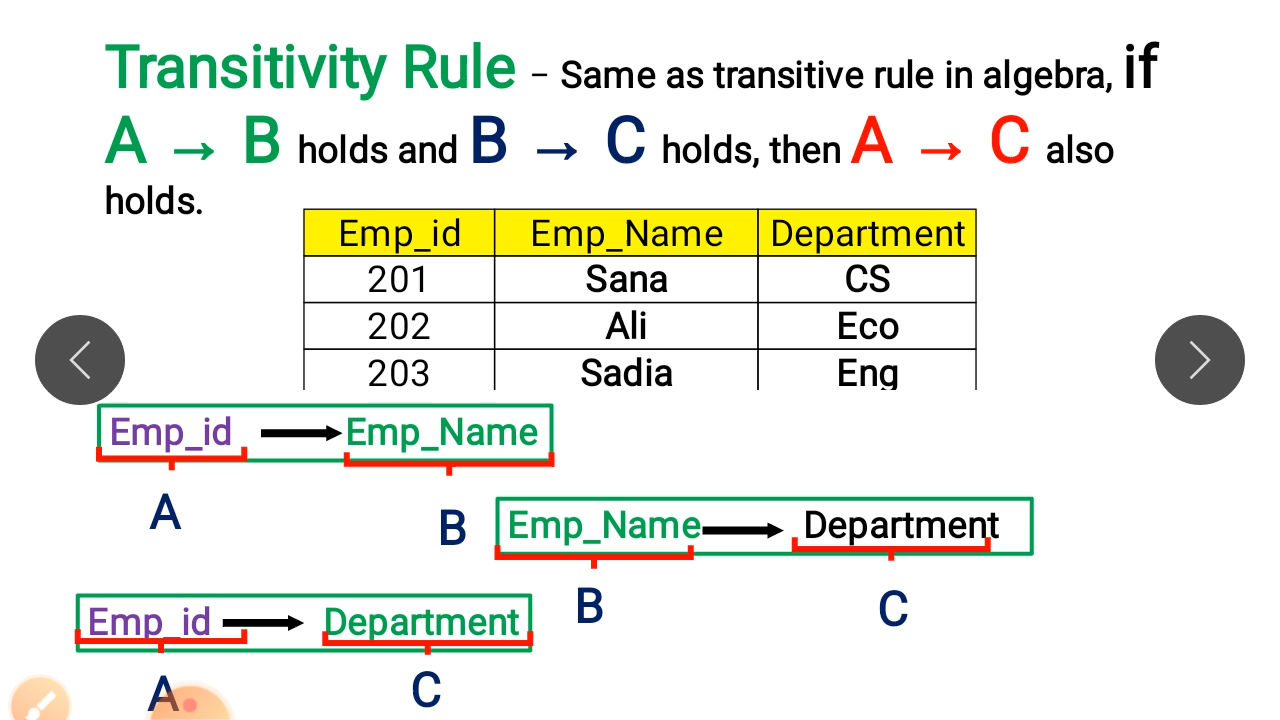 Transitivity Rule – Same as transitive rule in algebra, if
A → B holds and B → C holds, then A → C also
holds.
Emp_id Emp_Name Department
201 Sana CS
202 Ali Eco
203 Sadia Eng
Emp_id Emp_Name
A B
Emp_Name Department
B C
Emp_id Department
A C